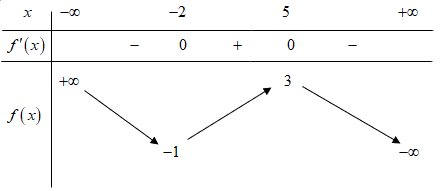 x −∞ −2 5 +∞
f′(x) − 0 + 0 −
+∞ 3
f(x)
−1 −∞